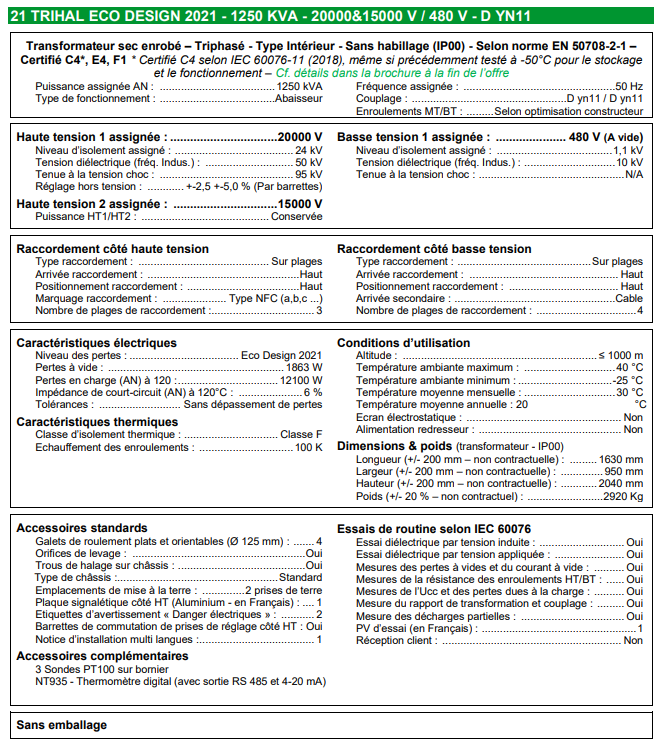 21 TRIHAL ECO DESIGN 2021 - 1250 KVA - 20000&15000 V / 480 V - D YN11
Transformateur sec enrobé – Triphasé - Type Intérieur - Sans habillage (IP00) - Selon norme EN 50708-2-1 –
Certifié C4*, E4, F1 * Certifié C4 selon IEC 60076-11 (2018), même si précédemment testé à -50°C pour le stockage
et le fonctionnement – Cf. détails dans la brochure à la fin de l'offre
Puissance assignée AN : 1250 kVA
Type de fonctionnement : Abaisseur
Fréquence assignée : 50 Hz
Couplage : D yn11 / D yn11
Enroulements MT/BT : Selon optimisation constructeur
Haute tension 1 assignée : 20000 V
Niveau d'isolement assigné : 24 kV
Tension diélectrique (fréq. Indus.) : 50 kV
Tenue à la tension choc : 95 kV
Réglage hors tension : +-2,5 +-5,0 % (Par barrettes)
Haute tension 2 assignée : 15000 V
Puissance HT1/HT2 : Conservée
Basse tension 1 assignée : 480 V (A vide)
Niveau d'isolement assigné : 1,1 kV
Tension diélectrique (fréq. Indus.) : 10 kV
Tenue à la tension choc : N/A
Raccordement côté haute tension
Type raccordement : Sur plages
Arrivée raccordement : Haut
Positionnement raccordement : Haut
Marquage raccordement : Type NFC (a,b,c ...)
Nombre de plages de raccordement : 3
Raccordement côté basse tension
Type raccordement : Sur plages
Arrivée raccordement : Haut
Positionnement raccordement : Haut
Arrivée secondaire : Cable
Nombre de plages de raccordement : 4
Caractéristiques électriques
Niveau des pertes : Eco Design 2021
Pertes à vide : 1863 W
Pertes en charge (AN) à 120 : 12100 W
Impédance de court-circuit (AN) à 120°C : 6 %
Tolérances : Sans dépassement de pertes
Caractéristiques thermiques
Classe d'isolement thermique : Classe F
Echauffement des enroulements : 100 K
Conditions d'utilisation
Altitude : ≤ 1000 m
Température ambiante maximum : 40 °C
Température ambiante minimum : -25 °C
Température moyenne mensuelle : 30 °C
Température moyenne annuelle : 20 °C
Ecran électrostatique : Non
Alimentation redresseur : Non
Dimensions & poids (transformateur - IP00)
Longueur (+/- 200 mm – non contractuelle) : 1630 mm
Largeur (+/- 200 mm – non contractuelle) : 950 mm
Hauteur (+/- 200 mm – non contractuelle) : 2040 mm
Poids (+/- 20 % – non contractuel) : 2920 Kg
Accessoires standards
Galets de roulement plats et orientables (Ø 125 mm) : 4
Orifices de levage : Oui
Trous de halage sur châssis : Oui
Type de châssis : Standard
Emplacements de mise à la terre : 2 prises de terre
Plaque signalétique côté HT (Aluminium - en Français) : 1
Etiquettes d'avertissement « Danger électriques » : 2
Barrettes de commutation de prises de réglage côté HT : Oui
Notice d'installation multi langues : 1
Accessoires complémentaires
3 Sondes PT100 sur bornier
NT935 - Thermomètre digital (avec sortie RS 485 et 4-20 mA)
Essais de routine selon IEC 60076
Essai diélectrique par tension induite : Oui
Essai diélectrique par tension appliquée : Oui
Mesures des pertes à vides et du courant à vide : Oui
Mesures de la résistance des enroulements HT/BT : Oui
Mesures de l'Ucc et des pertes dues à la charge : Oui
Mesure du rapport de transformation et couplage : Oui
Mesure des décharges partielles : Oui
PV d'essai (en Français) : 1
Réception client : Non
Sans emballage